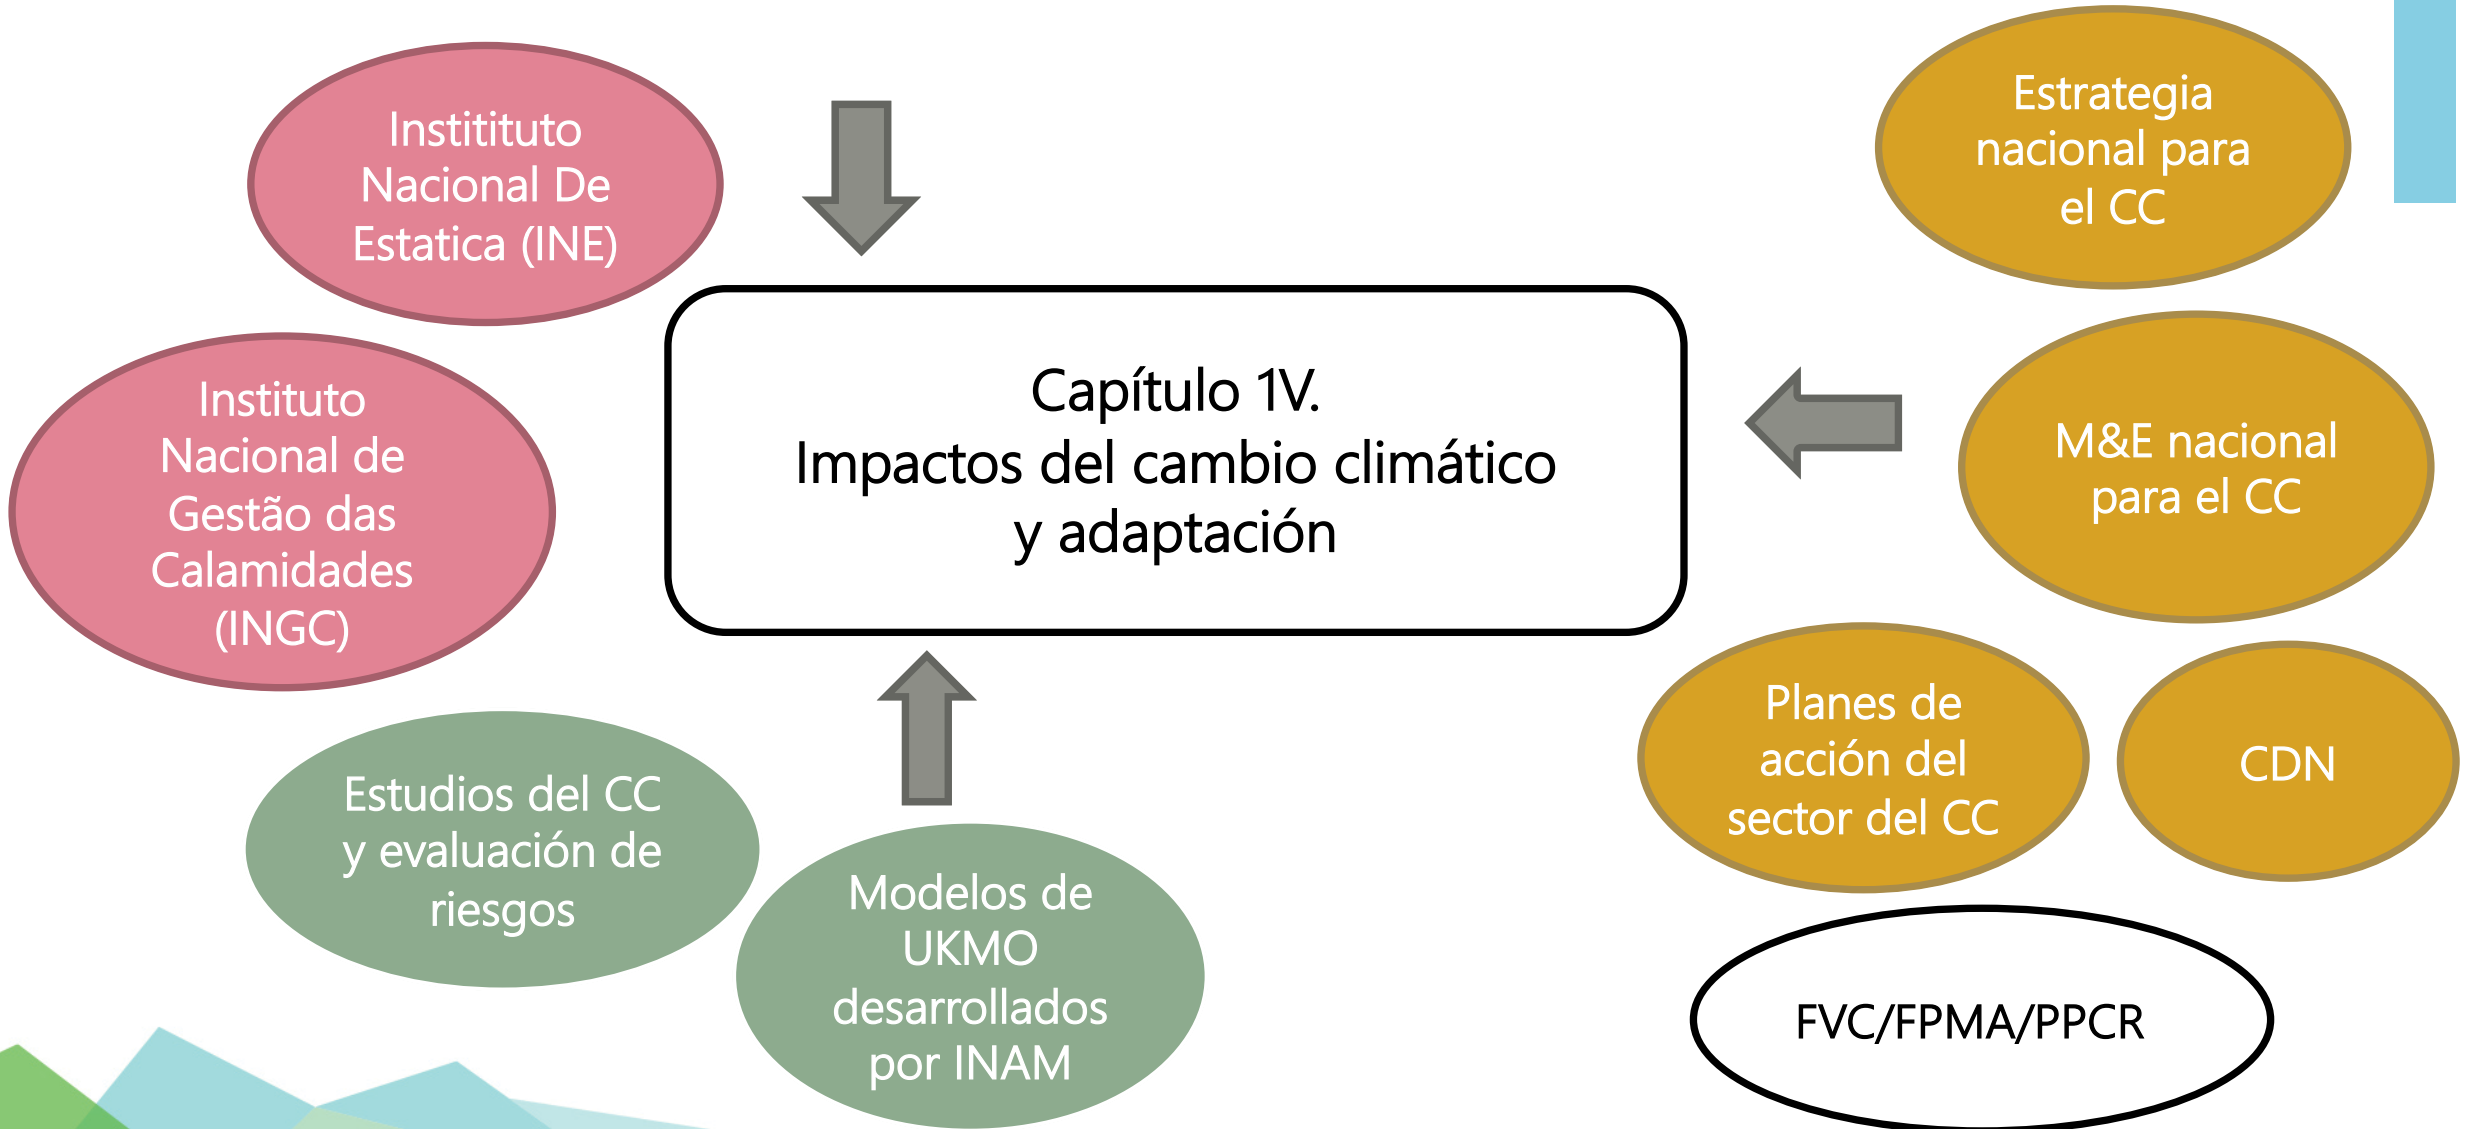 Institituto
Nacional De
Estatica (INE)
Instituto
Nacional de
Gestão das
Calamidades
(INGC)
Estudios del CC
y evaluación de
riesgos
Modelos de
UKMO
desarrollados
por INAM
Capítulo 1V.
Impactos del cambio climático
y adaptación
Estrategia
nacional para
el CC
M&E nacional
para el CC
Planes de
acción del
sector del CC
CDN
FVC/FPMA/PPCR